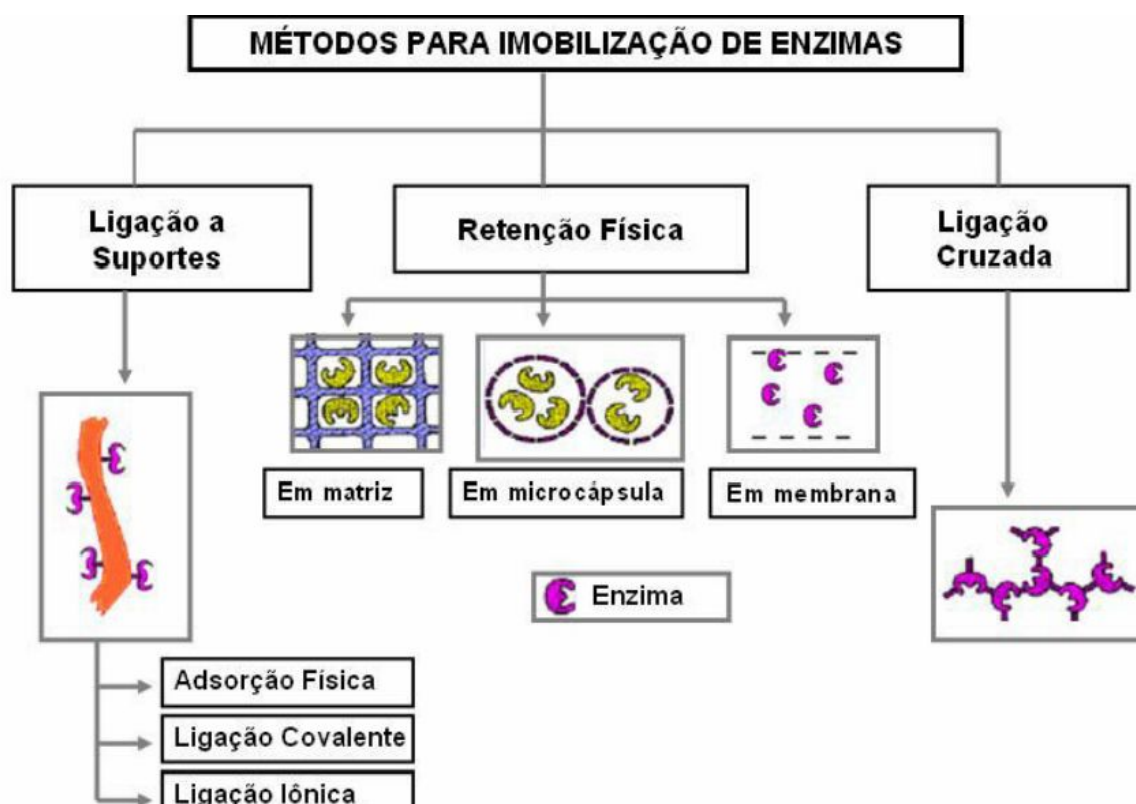 MÉTODOS PARA IMOBILIZAÇÃO DE ENZIMAS
Ligação a
Suportes
Retenção Física
Ligação
Cruzada
Em matriz
Em microcápsula
Em membrana
Enzima
Adsorção Física
Ligação Covalente
Ligação Iônica